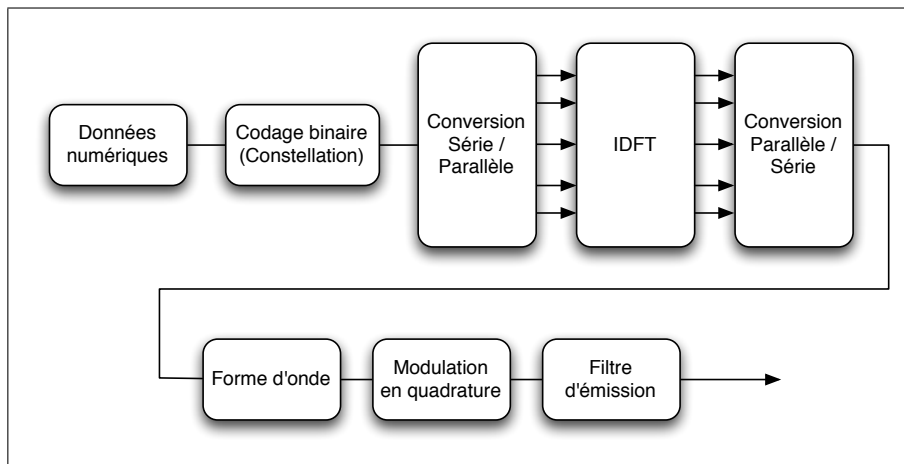 Données
numériques
Codage binaire
(Constellation)
Conversion
Série /
Parallèle
IDFT
Conversion
Parallèle /
Série
Forme d'onde
Modulation
en quadrature
Filtre
d'émission